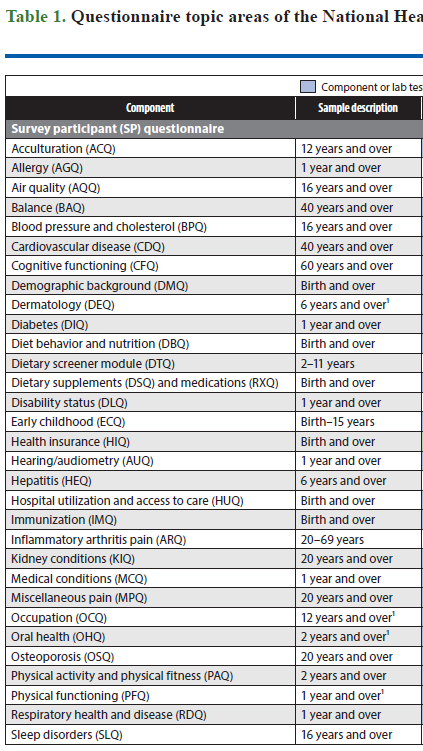 Table 1. Questionnaire topic areas of the National Hea
Component or lab tes
Component Sample description
Survey participant (SP) questionnaire
Acculturation (ACQ) 12 years and over
Allergy (AGQ) 1 year and over
Air quality (AQQ) 16 years and over
Balance (BAQ) 40 years and over
Blood pressure and cholesterol (BPQ) 16 years and over
Cardiovascular disease (CDQ) 40 years and over
Cognitive functioning (CFQ) 60 years and over
Demographic background (DMQ) Birth and over
Dermatology (DEQ) 6 years and over¹
Diabetes (DIQ) 1 year and over
Diet behavior and nutrition (DBQ) Birth and over
Dietary screener module (DTQ) 2–11 years
Dietary supplements (DSQ) and medications (RXQ) Birth and over
Disability status (DLQ) 1 year and over
Early childhood (ECQ) Birth–15 years
Health insurance (HIQ) Birth and over
Hearing/audiometry (AUQ) 1 year and over
Hepatitis (HEQ) 6 years and over
Hospital utilization and access to care (HUQ) Birth and over
Immunization (IMQ) Birth and over
Inflammatory arthritis pain (ARQ) 20–69 years
Kidney conditions (KIQ) 20 years and over
Medical conditions (MCQ) 1 year and over
Miscellaneous pain (MPQ) 20 years and over
Occupation (OCQ) 12 years and over¹
Oral health (OHQ) 2 years and over¹
Osteoporosis (OSQ) 20 years and over
Physical activity and physical fitness (PAQ) 2 years and over
Physical functioning (PFQ) 1 year and over¹
Respiratory health and disease (RDQ) 1 year and over
Sleep disorders (SLQ) 16 years and over